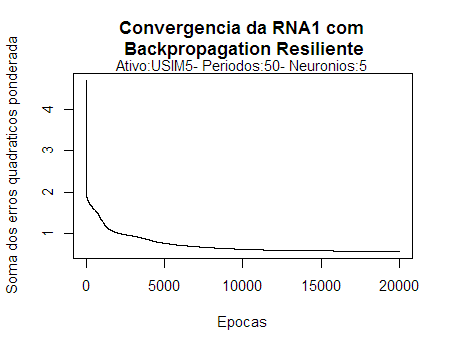 Convergencia da RNA1 com
Backpropagation Resiliente
Ativo:USIM5- Periodos:50- Neuronios:5
Soma dos erros quadraticos ponderada
4
3
2
1
0 5000 10000 15000 20000
Epocas